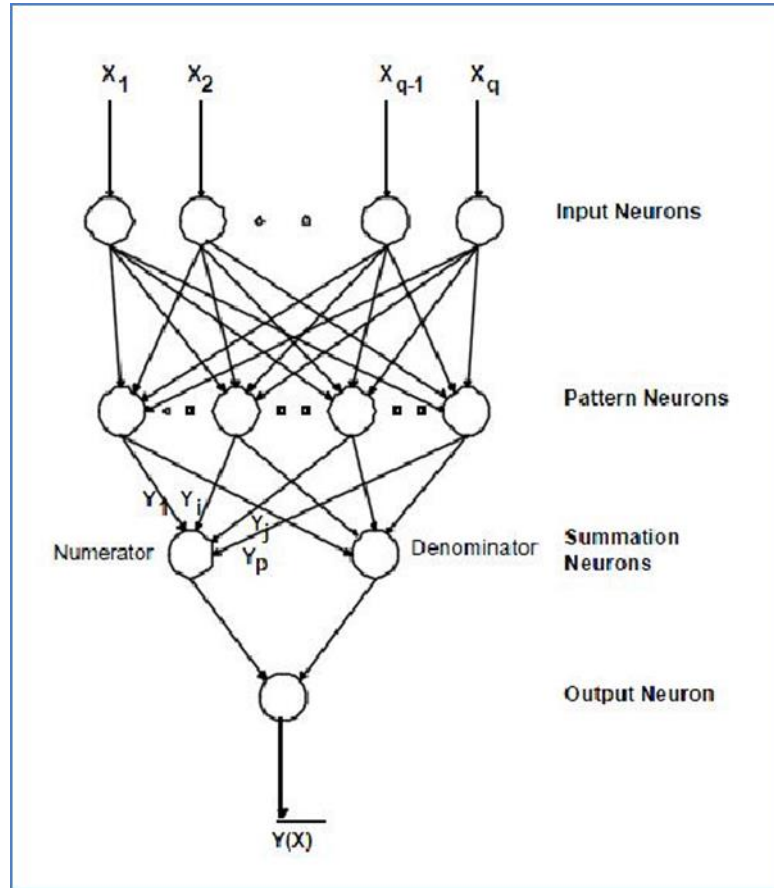 X1 X2 Xq-1 Xq
Input Neurons
Pattern Neurons
Y1 Yi
Yj
Numerator
Yp
Denominator
Summation
Neurons
Output Neuron
Y(X)